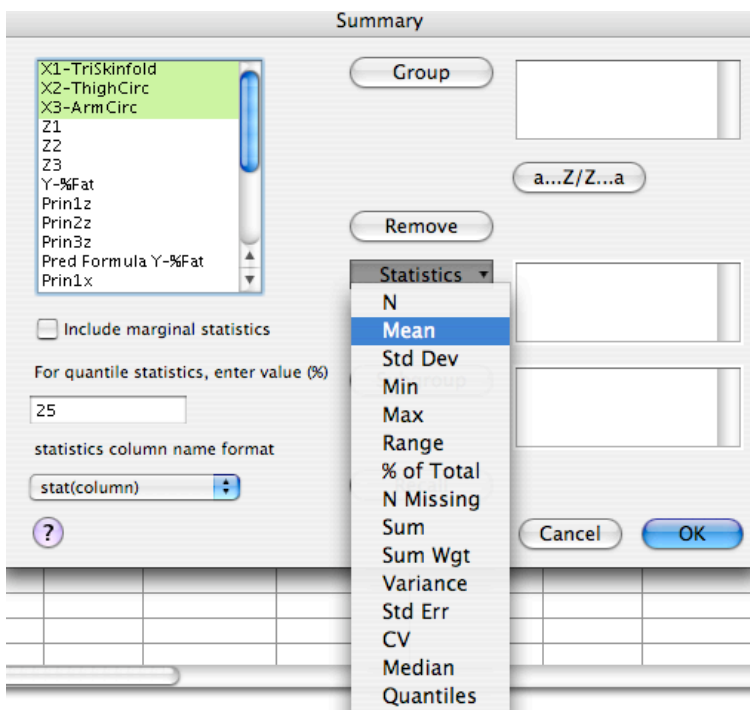 Summary
X1-TriSkinfold
X2-ThighCirc
X3-ArmCirc
Z1
Z2
Z3
Y-%Fat
Prin1z
Prin2z
Prin3z
Pred Formula Y-%Fat
Prin1x
Include marginal statistics
For quantile statistics, enter value (%)
25
statistics column name format
stat(column)
?
Group
a...Z/Z...a
Remove
Statistics
N
Mean
Std Dev
Min
Max
Range
% of Total
N Missing
Sum
Sum Wgt
Variance
Std Err
CV
Median
Quantiles
Cancel
OK